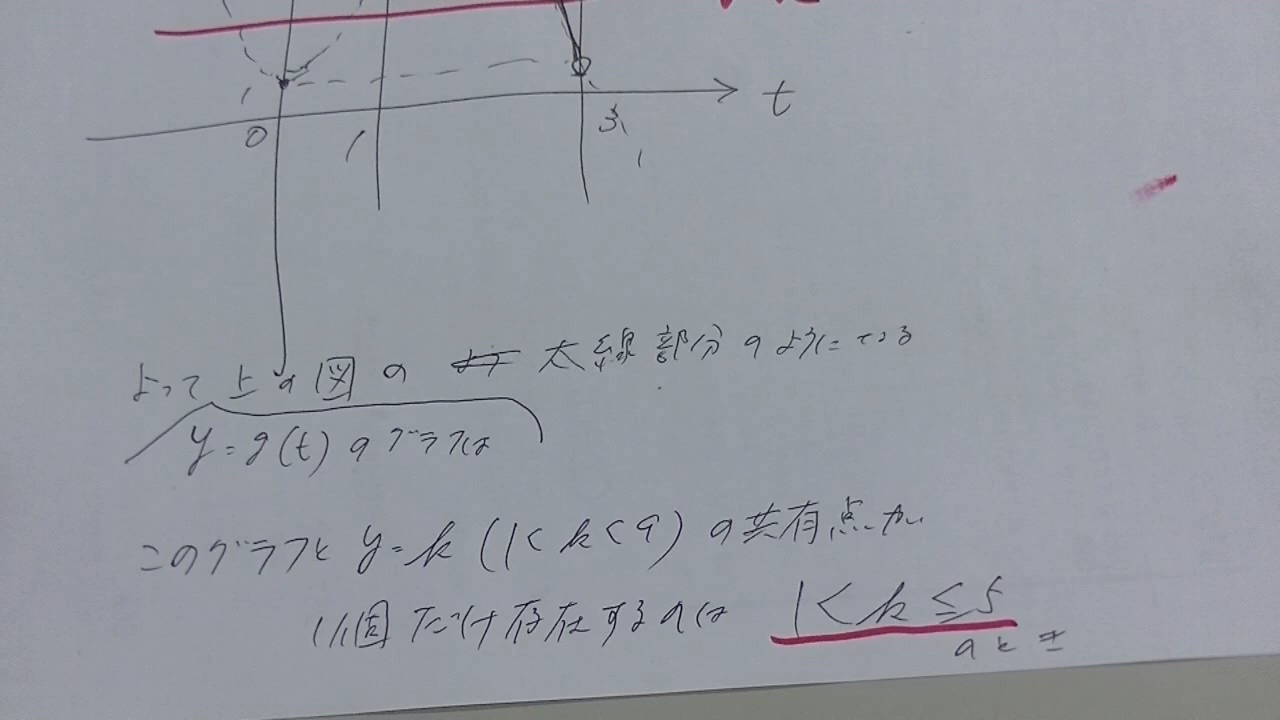 t
0 1 3
よって上の図の太線部分のようになる
y=g(t)のグラフは
このグラフと y=k (1<k<9) の共有点が
1個だけ存在するのは 1<k≦5
のとき